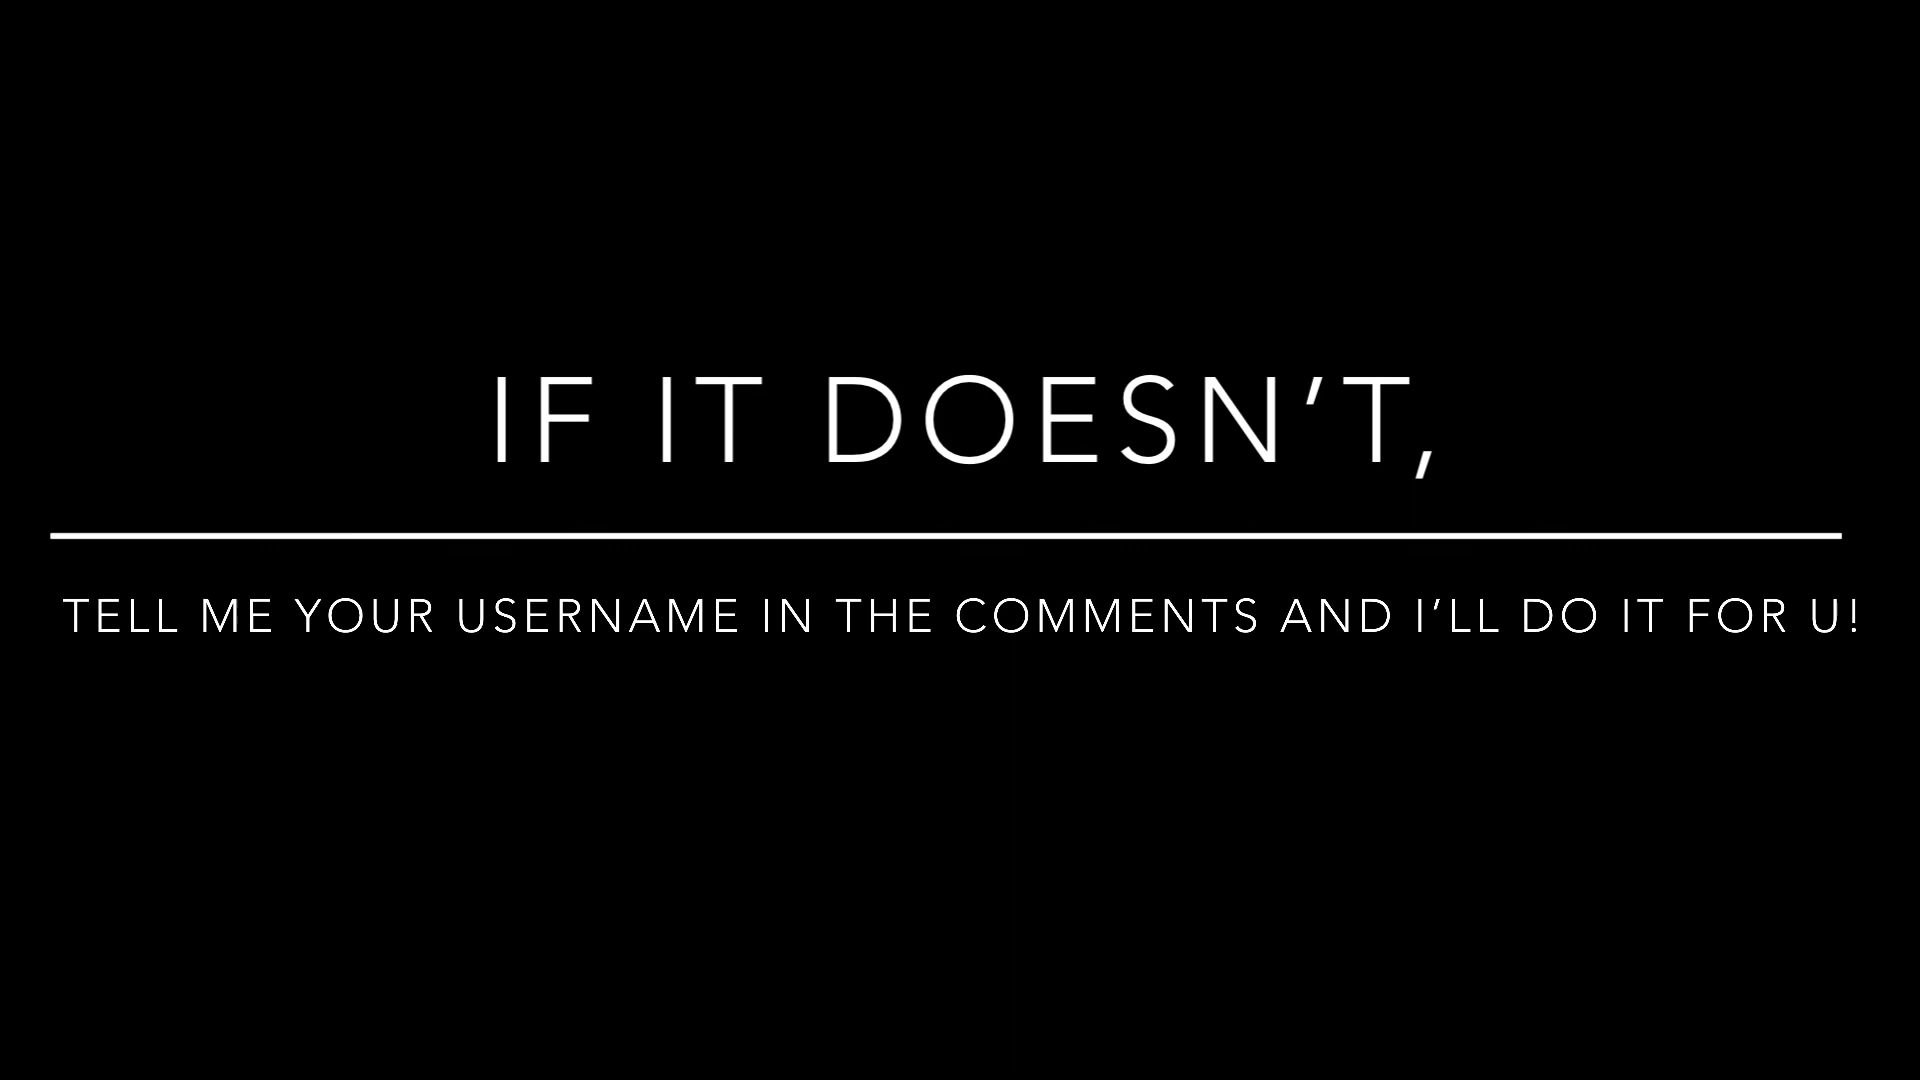 IF IT DOESN’T,
TELL ME YOUR USERNAME IN THE COMMENTS AND I’LL DO IT FOR U!